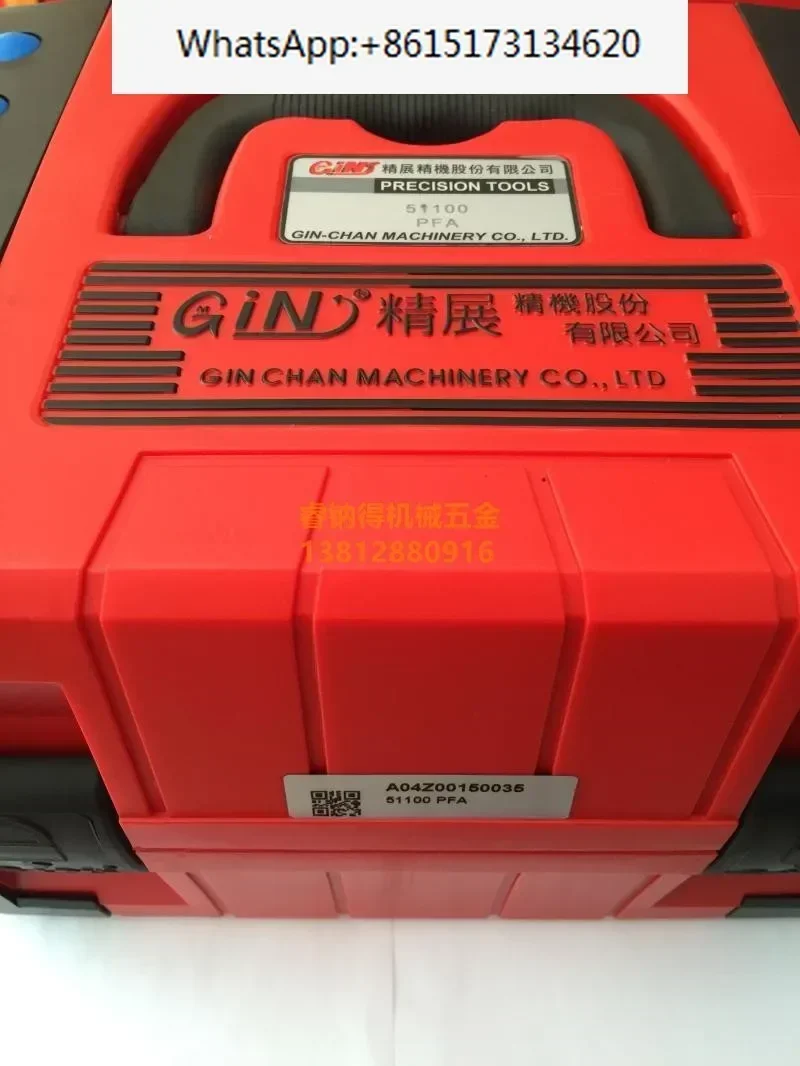 WhatsApp:+8615173134620
GiN 精展精機股份有限公司
PRECISION TOOLS
51100
PFA
GIN-CHAN MACHINERY CO., LTD.
GiN® 精展 精機股份
有限公司
GIN CHAN MACHINERY CO., LTD
睿纳得机械五金
13812880916
A04Z00150035
51100 PFA